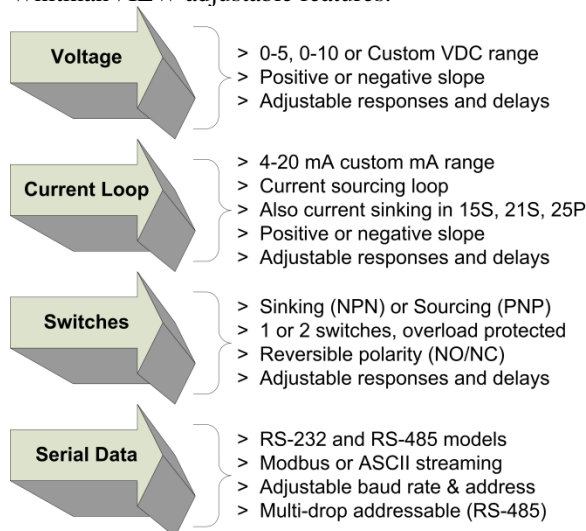 Voltage
> 0-5, 0-10 or Custom VDC range
> Positive or negative slope
> Adjustable responses and delays
Current Loop
> 4-20 mA custom mA range
> Current sourcing loop
> Also current sinking in 15S, 21S, 25P
> Positive or negative slope
> Adjustable responses and delays
Switches
> Sinking (NPN) or Sourcing (PNP)
> 1 or 2 switches, overload protected
> Reversible polarity (NO/NC)
> Adjustable responses and delays
Serial Data
> RS-232 and RS-485 models
> Modbus or ASCII streaming
> Adjustable baud rate & address
> Multi-drop addressable (RS-485)